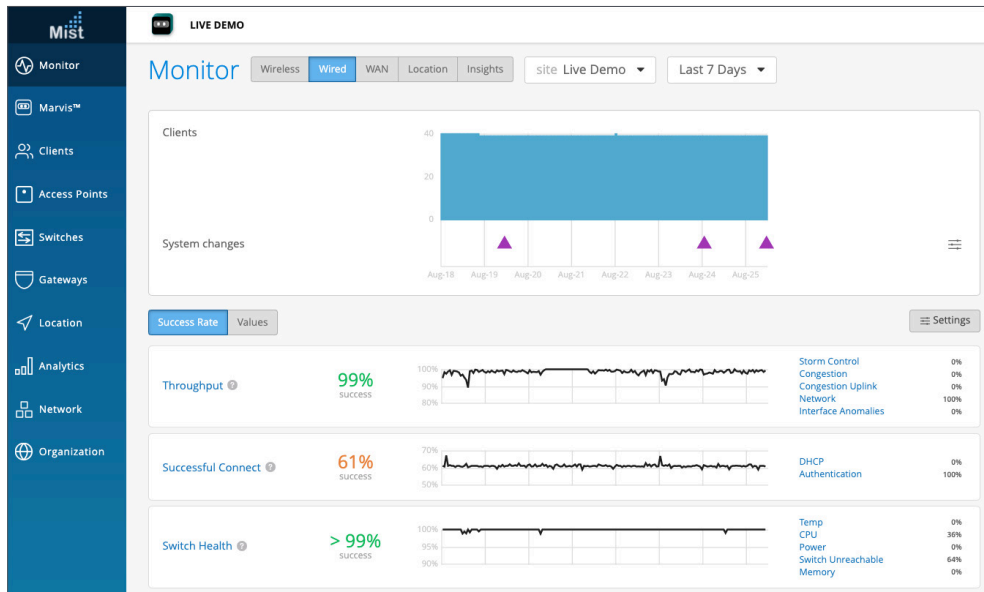 Mist
LIVE DEMO
Monitor
Marvis™
Clients
Access Points
Switches
Gateways
Location
Analytics
Network
Organization
Monitor
Wireless Wired WAN Location Insights
site Live Demo
Last 7 Days
Clients
40
20
0
System changes
Aug-18 Aug-19 Aug-20 Aug-21 Aug-22 Aug-23 Aug-24 Aug-25
Success Rate Values
Settings
Throughput ?
99%
success
100%
90%
80%
Storm Control 0%
Congestion 0%
Congestion Uplink 0%
Network 100%
Interface Anomalies 0%
Successful Connect ?
61%
success
70%
60%
50%
DHCP 0%
Authentication 100%
Switch Health ?
> 99%
success
100%
95%
90%
Temp 0%
CPU 36%
Power 0%
Switch Unreachable 64%
Memory 0%